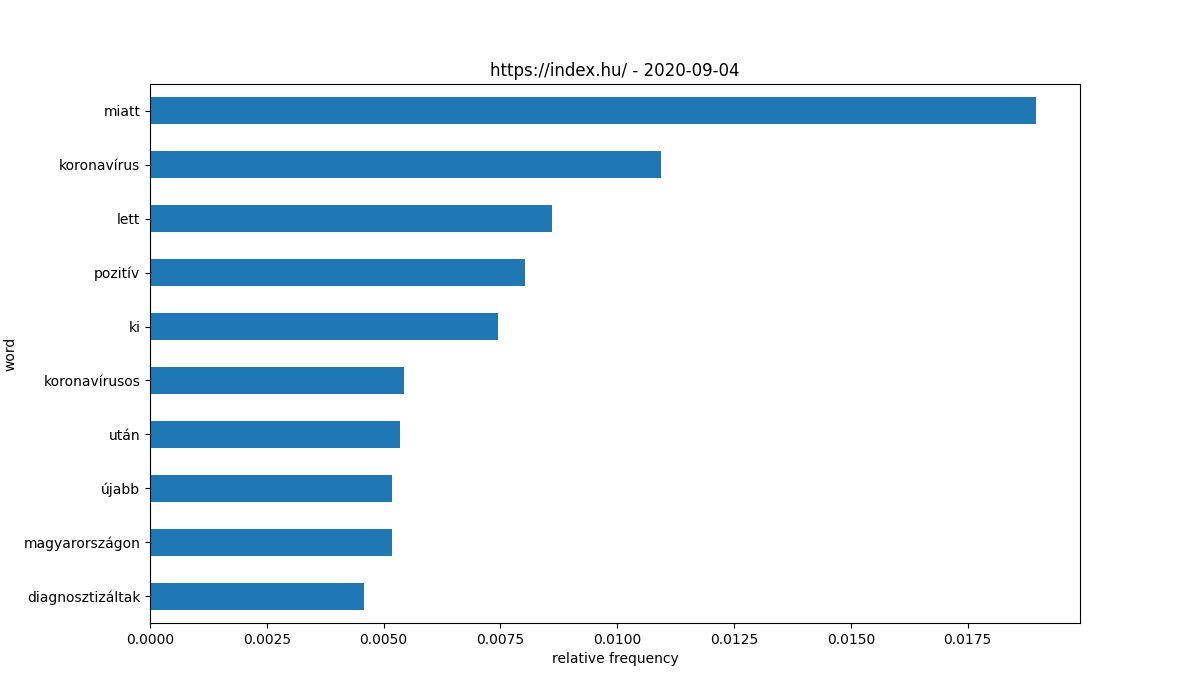 https://index.hu/ - 2020-09-04
miatt
koronavírus
lett
pozitív
ki
koronavírusos
után
újabb
magyarországon
diagnosztizáltak
word
0.0000 0.0025 0.0050 0.0075 0.0100 0.0125 0.0150 0.0175
relative frequency